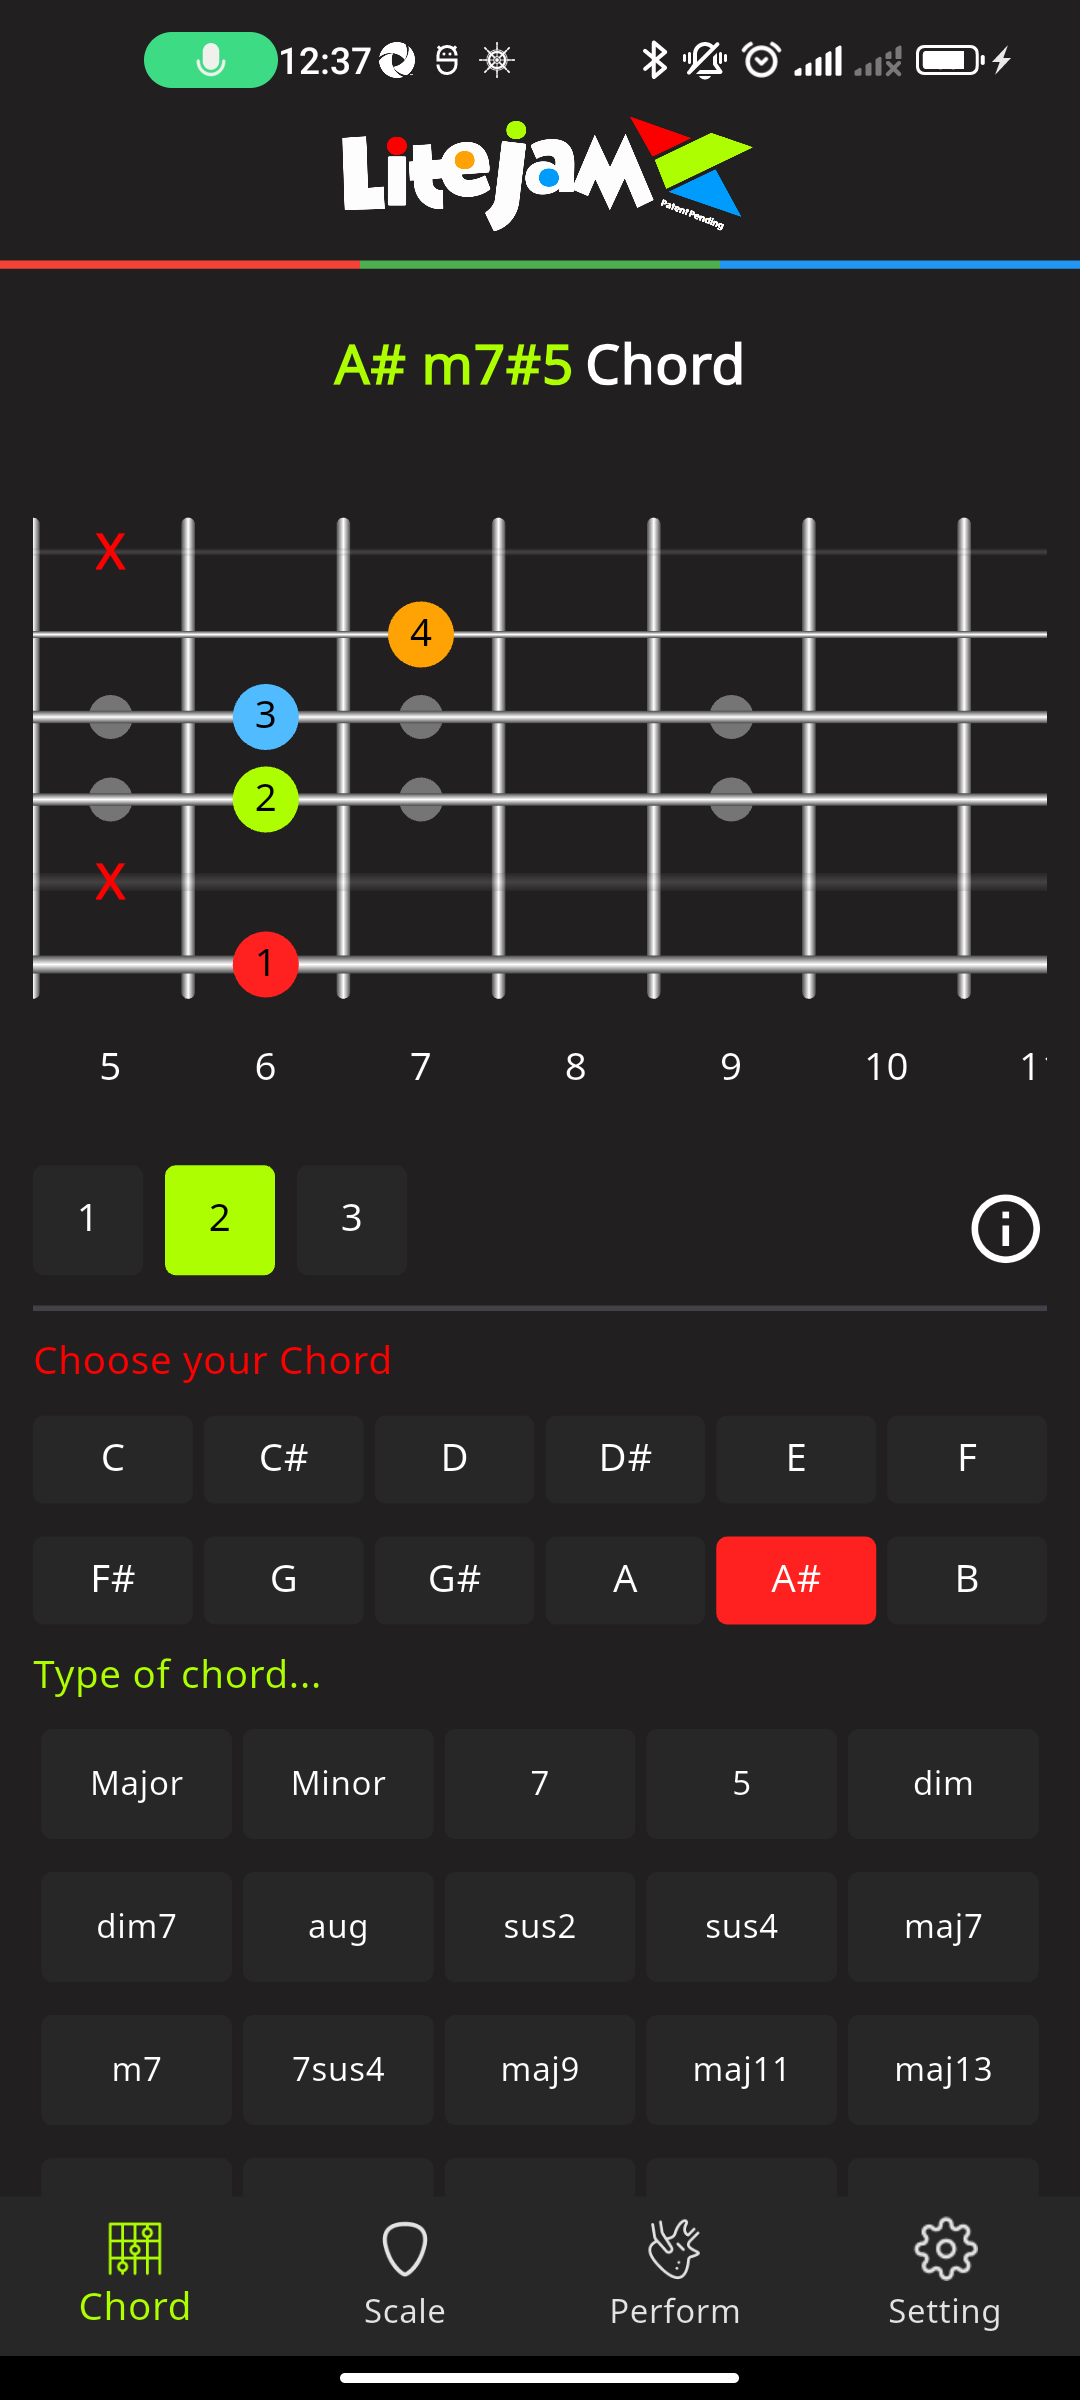 12:37
Litejam
Patent Pending
A# m7#5 Chord
X
4
3
2
X
1
5 6 7 8 9 10 11
1 2 3
Choose your Chord
C C# D D# E F
F# G G# A A# B
Type of chord...
Major Minor 7 5 dim
dim7 aug sus2 sus4 maj7
m7 7sus4 maj9 maj11 maj13
Chord Scale Perform Setting